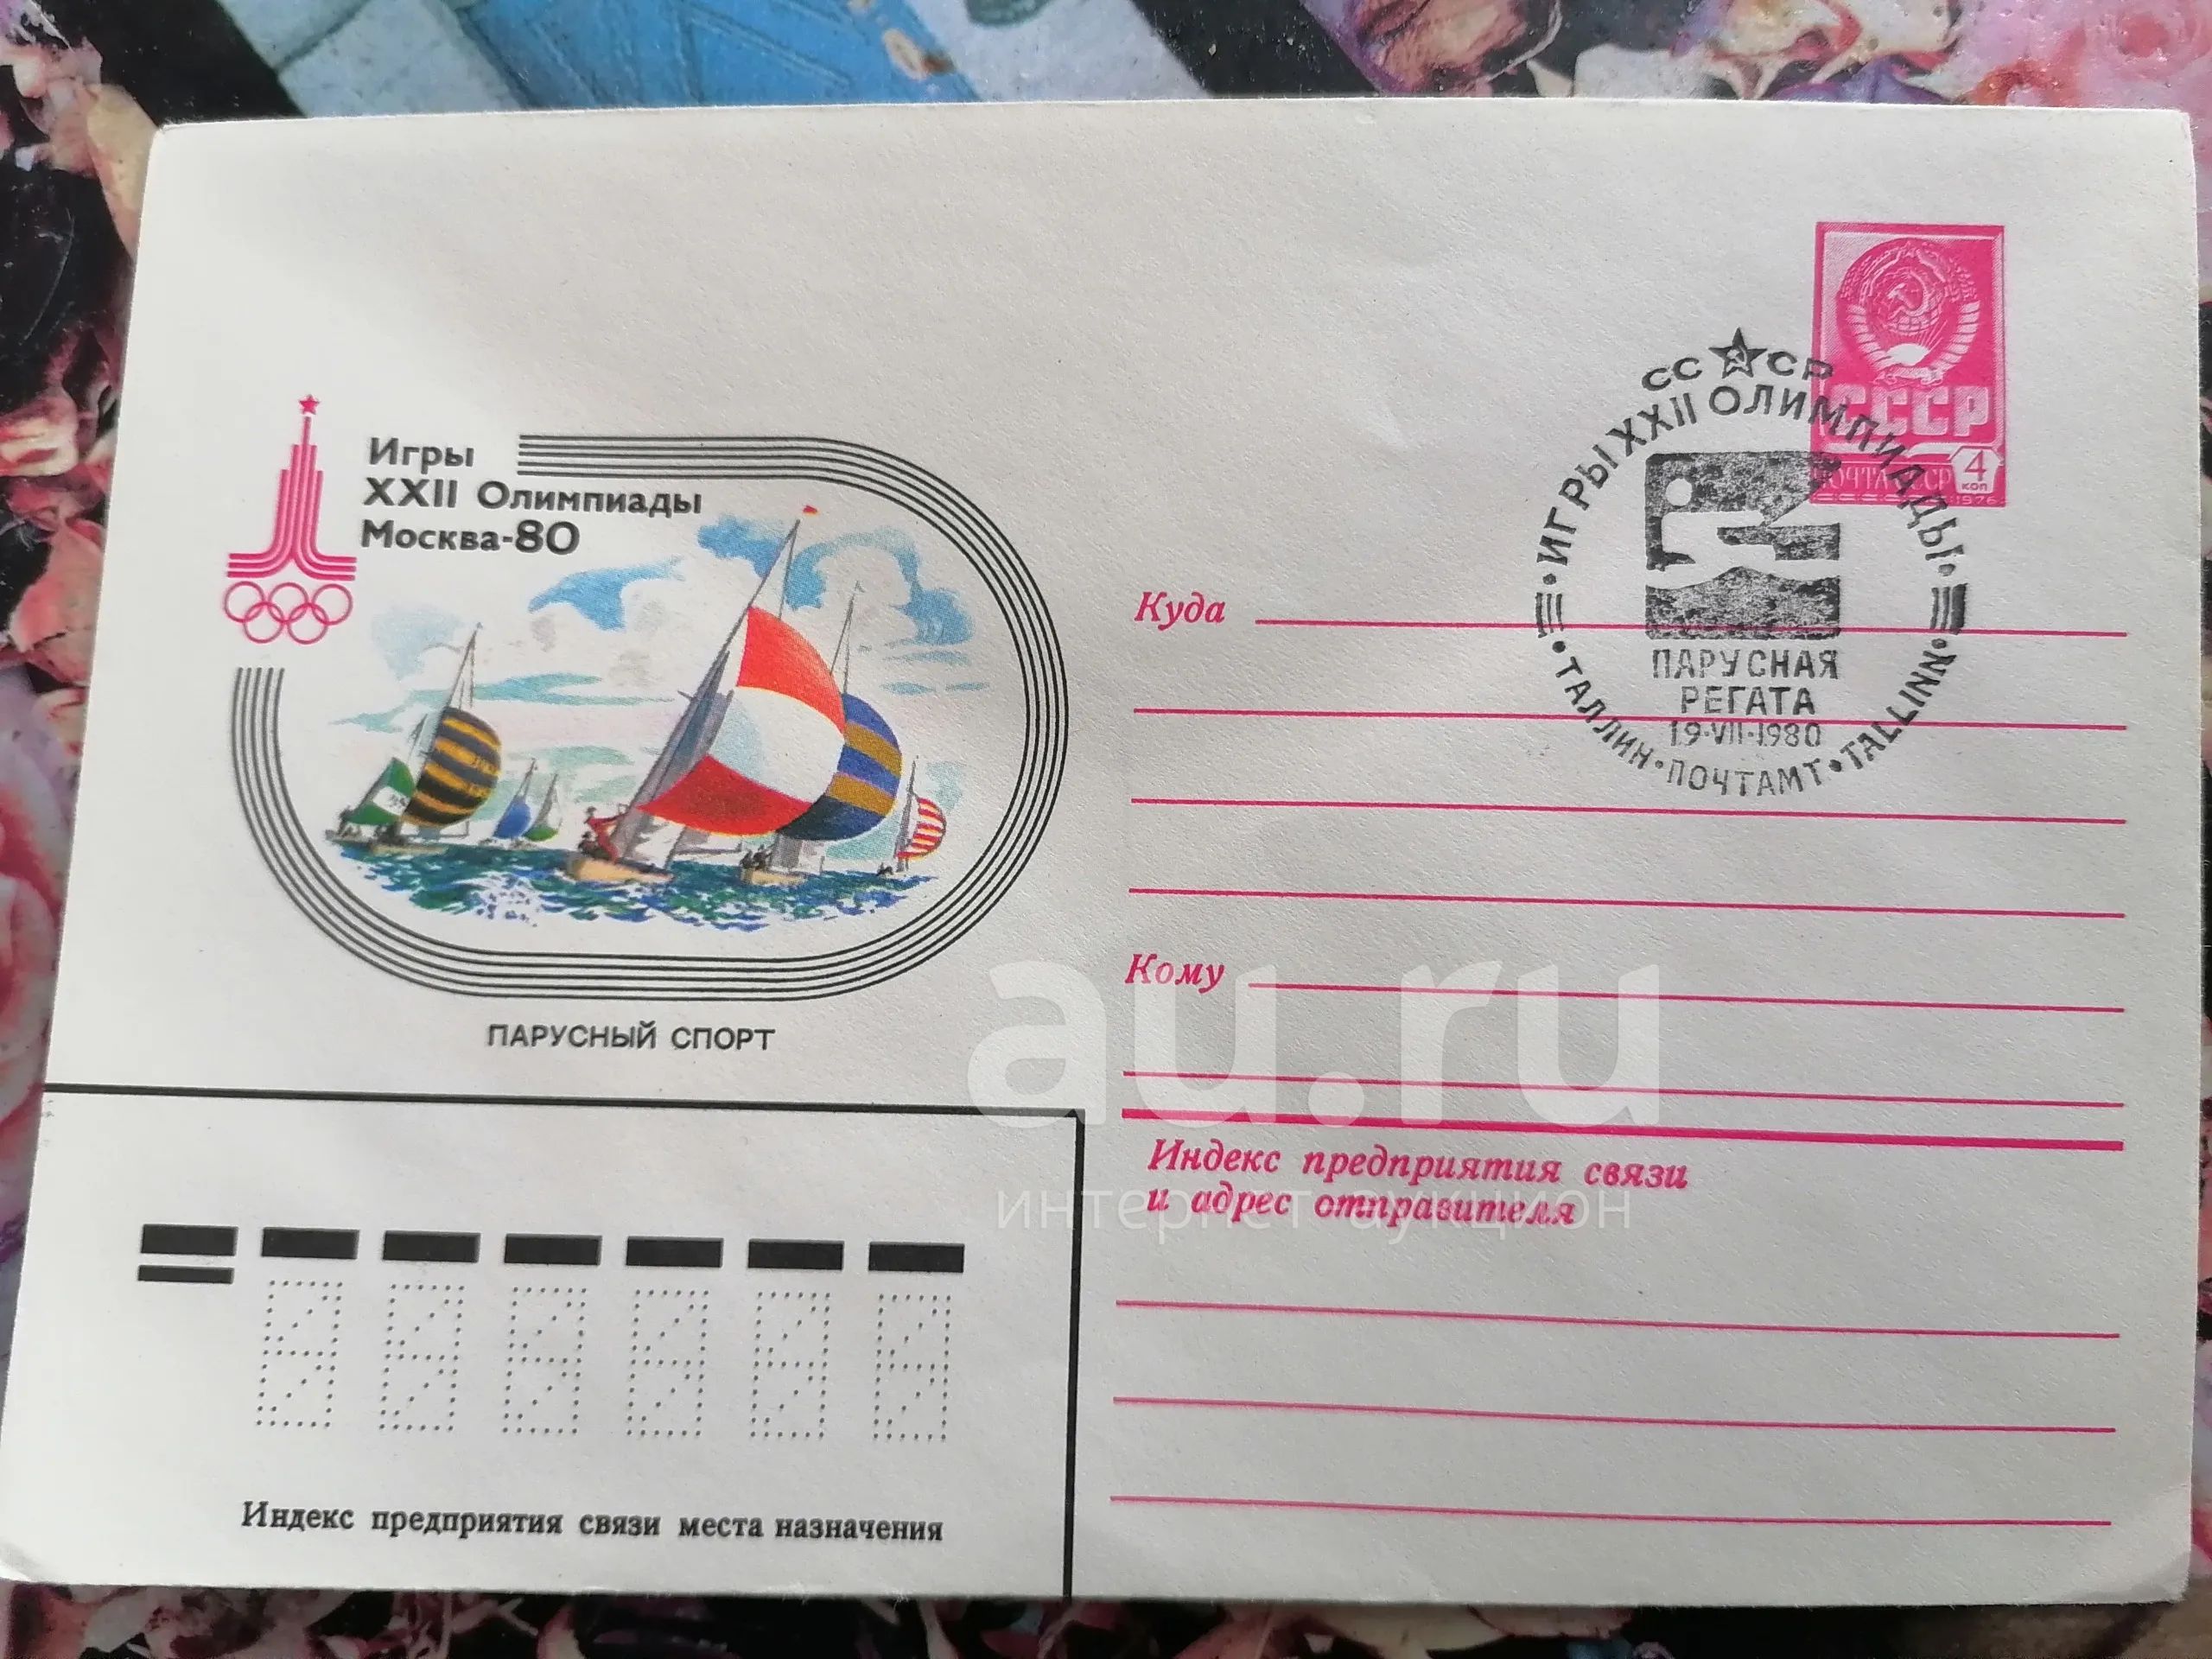 Игры
XXII Олимпиады
Москва-80
ПАРУСНЫЙ СПОРТ
СССР
ПОЧТА СССР
4
КОП
1976
СССР
• ИГРЫ XXII ОЛИМПИАДЫ •
ПАРУСНАЯ
РЕГАТА
19·VII·1980
• ТАЛЛИН • ПОЧТАМТ • TALLINN •
Куда
Кому
au.ru
интернет аукцион
Индекс предприятия связи
и адрес отправителя
Индекс предприятия связи места назначения